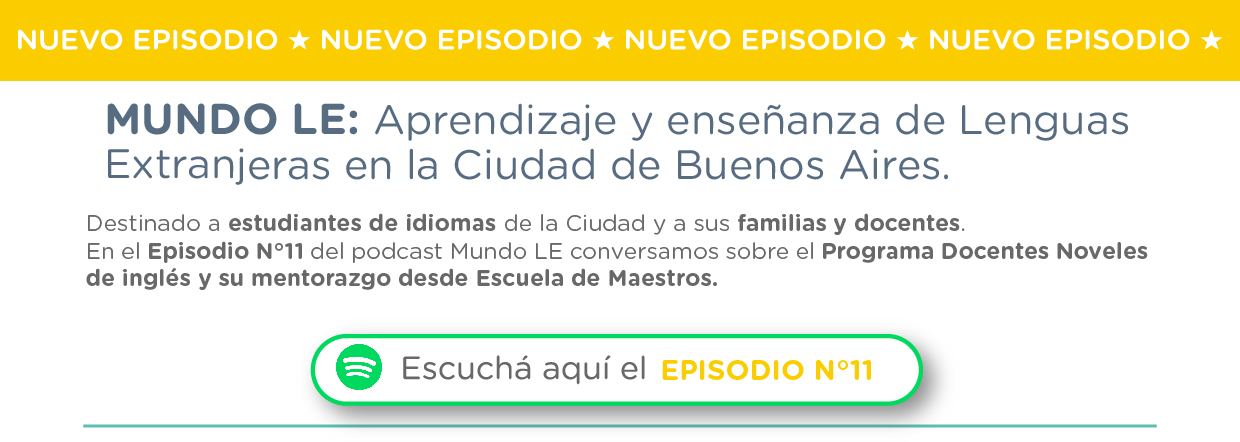 NUEVO EPISODIO ★ NUEVO EPISODIO ★ NUEVO EPISODIO ★ NUEVO EPISODIO ★
MUNDO LE: Aprendizaje y enseñanza de Lenguas
Extranjeras en la Ciudad de Buenos Aires.
Destinado a estudiantes de idiomas de la Ciudad y a sus familias y docentes.
En el Episodio N°11 del podcast Mundo LE conversamos sobre el Programa Docentes Noveles
de inglés y su mentorazgo desde Escuela de Maestros.
Escuchá aquí el EPISODIO N°11